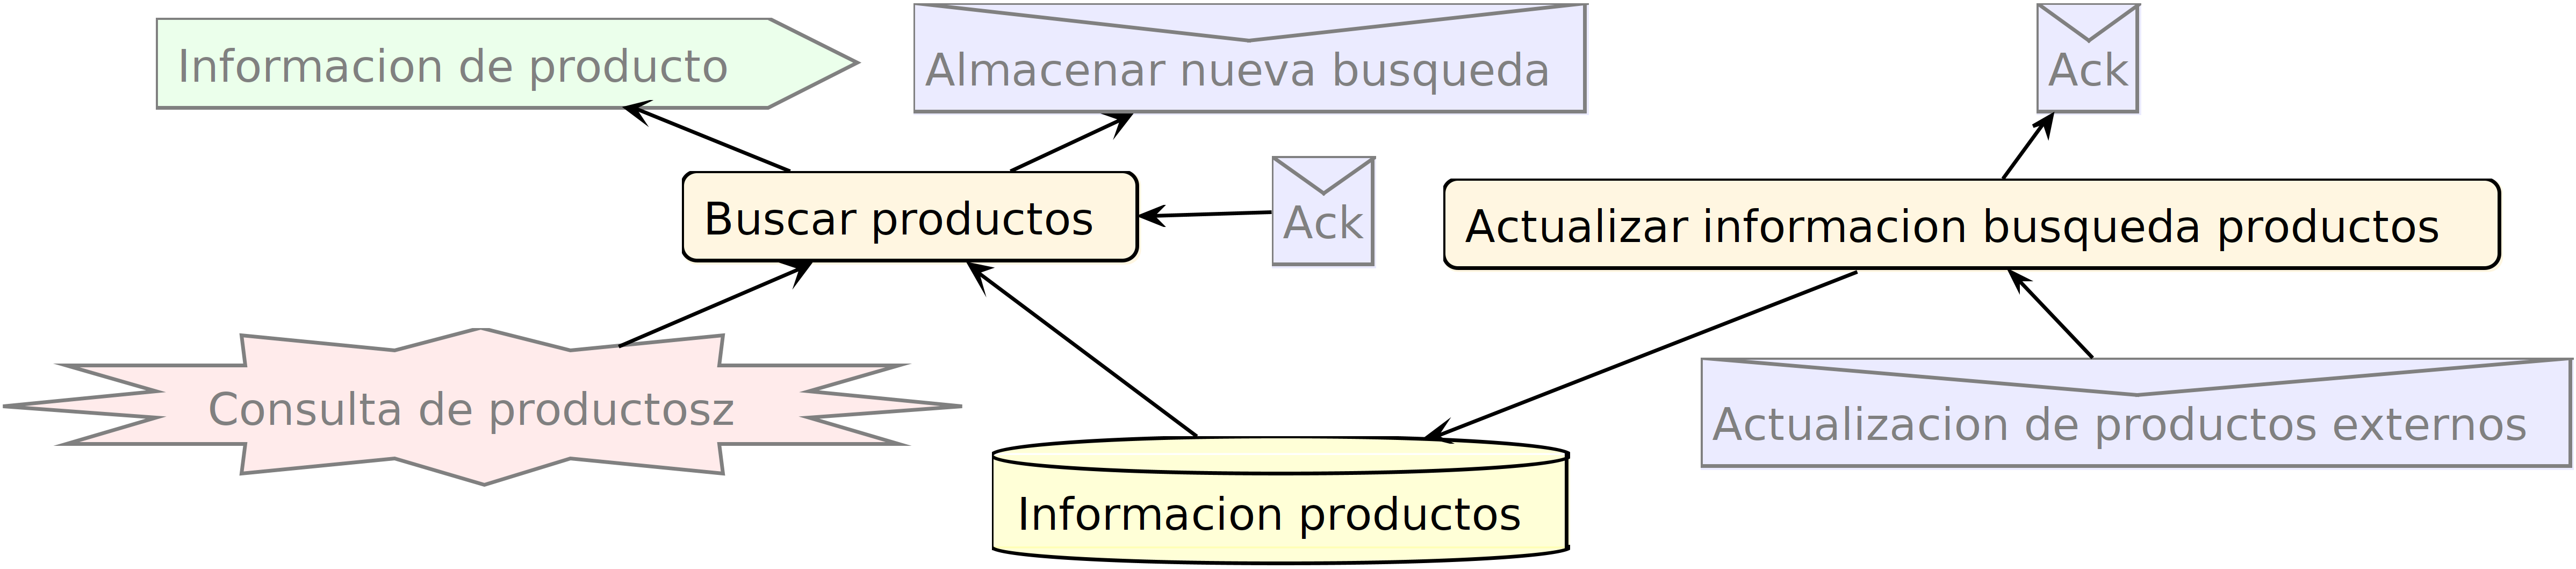 Informacion de producto
Almacenar nueva busqueda
Ack
Buscar productos
Ack
Actualizar informacion busqueda productos
Consulta de productosz
Actualizacion de productos externos
Informacion productos